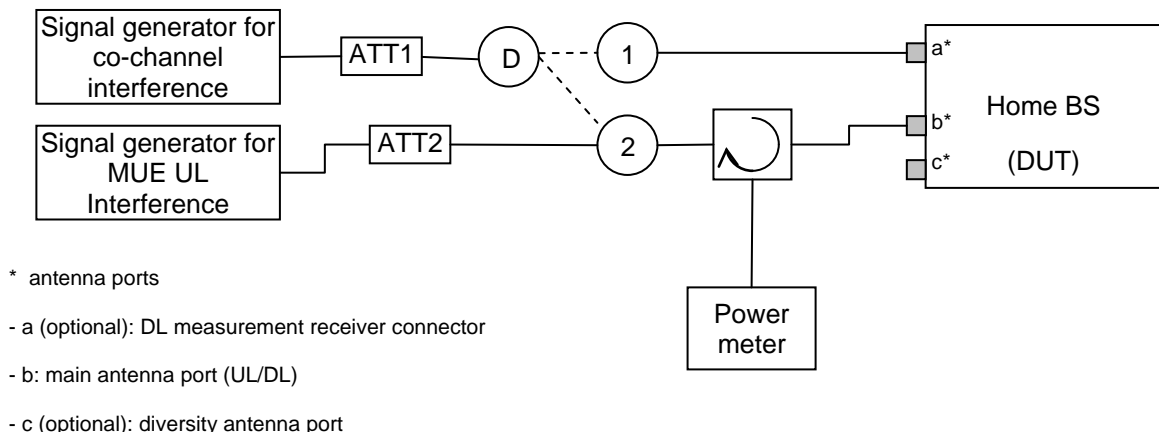 Signal generator for
co-channel
interference
ATT1
D
1
a*
Home BS
(DUT)
b*
c*
Signal generator for
MUE UL
Interference
ATT2
2
Power
meter
* antenna ports
- a (optional): DL measurement receiver connector
- b: main antenna port (UL/DL)
- c (optional): diversity antenna port